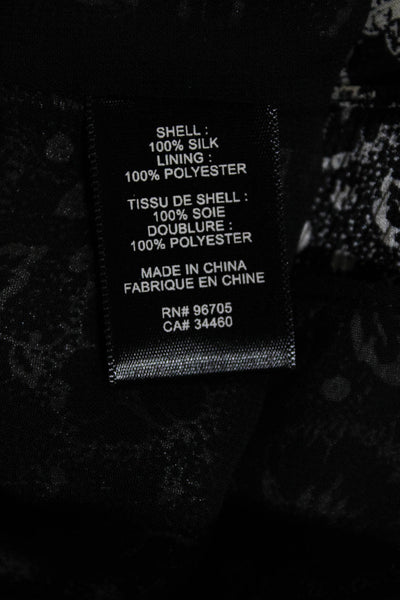 SHELL :
100% SILK
LINING :
100% POLYESTER
TISSU DE SHELL :
100% SOIE
DOUBLURE :
100% POLYESTER
MADE IN CHINA
FABRIQUE EN CHINE
RN# 96705
CA# 34460